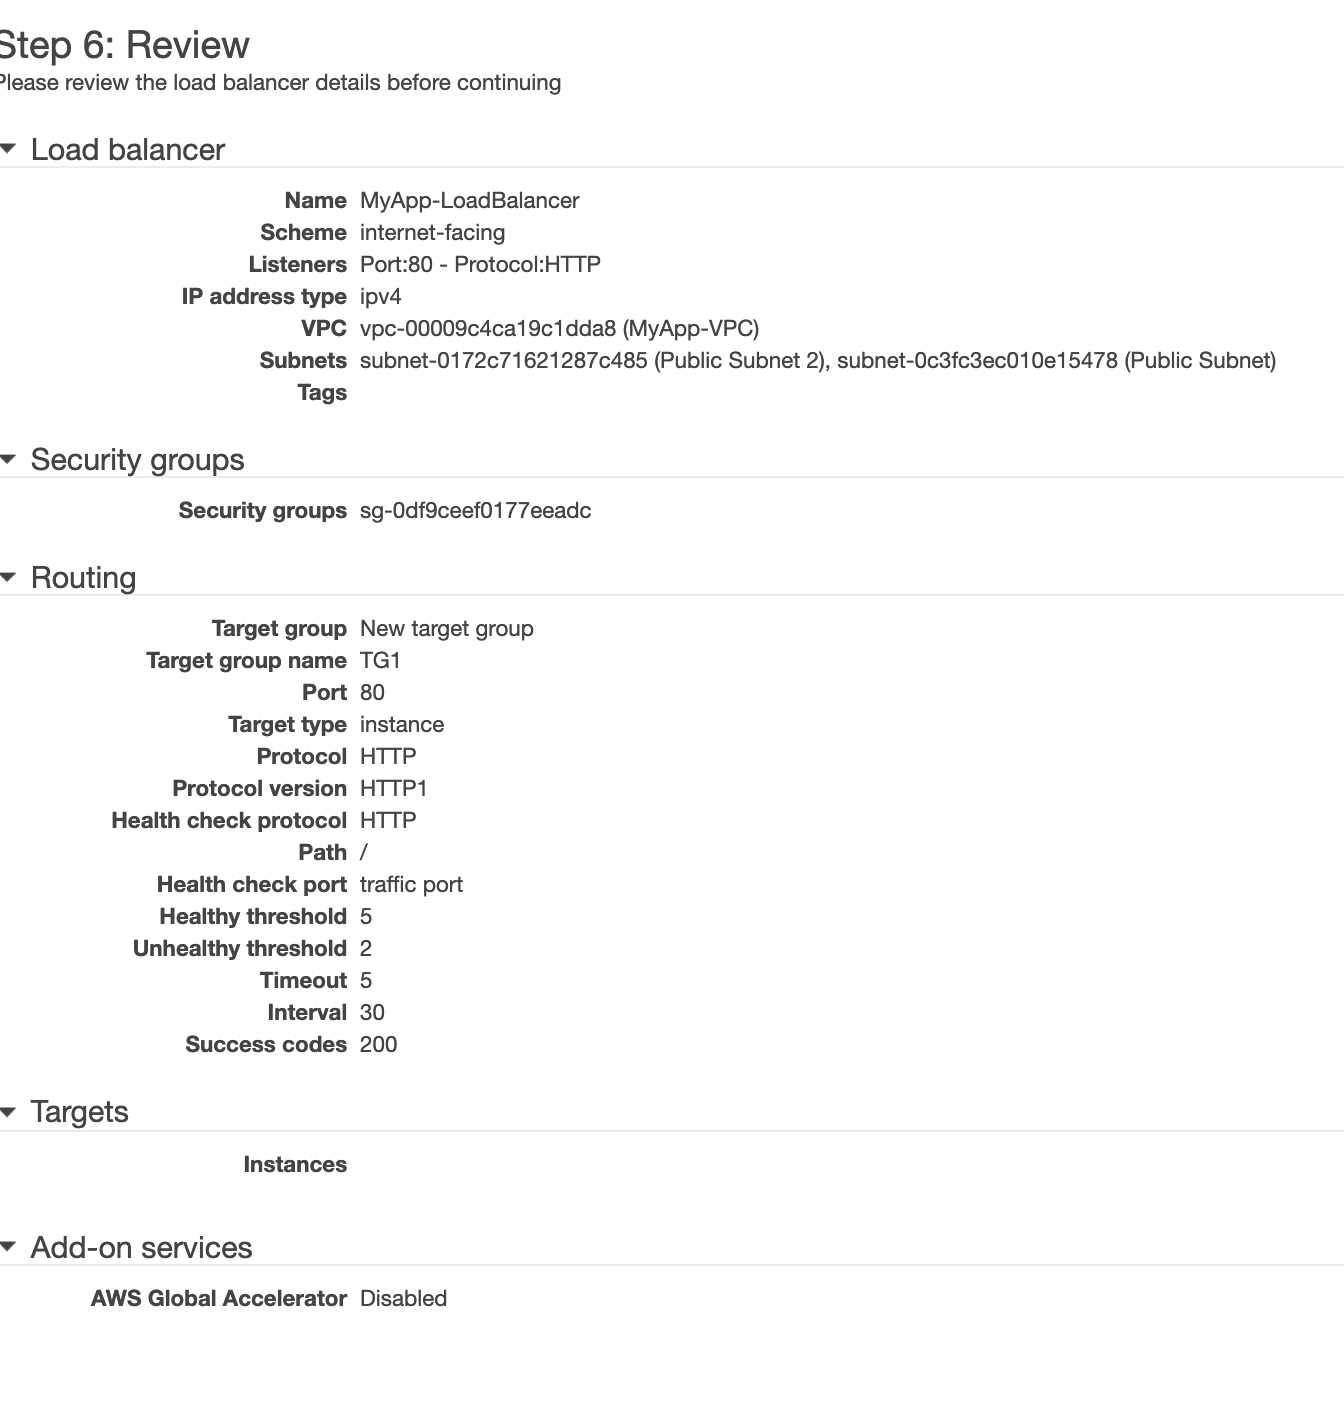 Step 6: Review
Please review the load balancer details before continuing
Load balancer
Name MyApp-LoadBalancer
Scheme internet-facing
Listeners Port:80 - Protocol:HTTP
IP address type ipv4
VPC vpc-00009c4ca19c1dda8 (MyApp-VPC)
Subnets subnet-0172c71621287c485 (Public Subnet 2), subnet-0c3fc3ec010e15478 (Public Subnet)
Tags
Security groups
Security groups sg-0df9ceef0177eeadc
Routing
Target group New target group
Target group name TG1
Port 80
Target type instance
Protocol HTTP
Protocol version HTTP1
Health check protocol HTTP
Path /
Health check port traffic port
Healthy threshold 5
Unhealthy threshold 2
Timeout 5
Interval 30
Success codes 200
Targets
Instances
Add-on services
AWS Global Accelerator Disabled